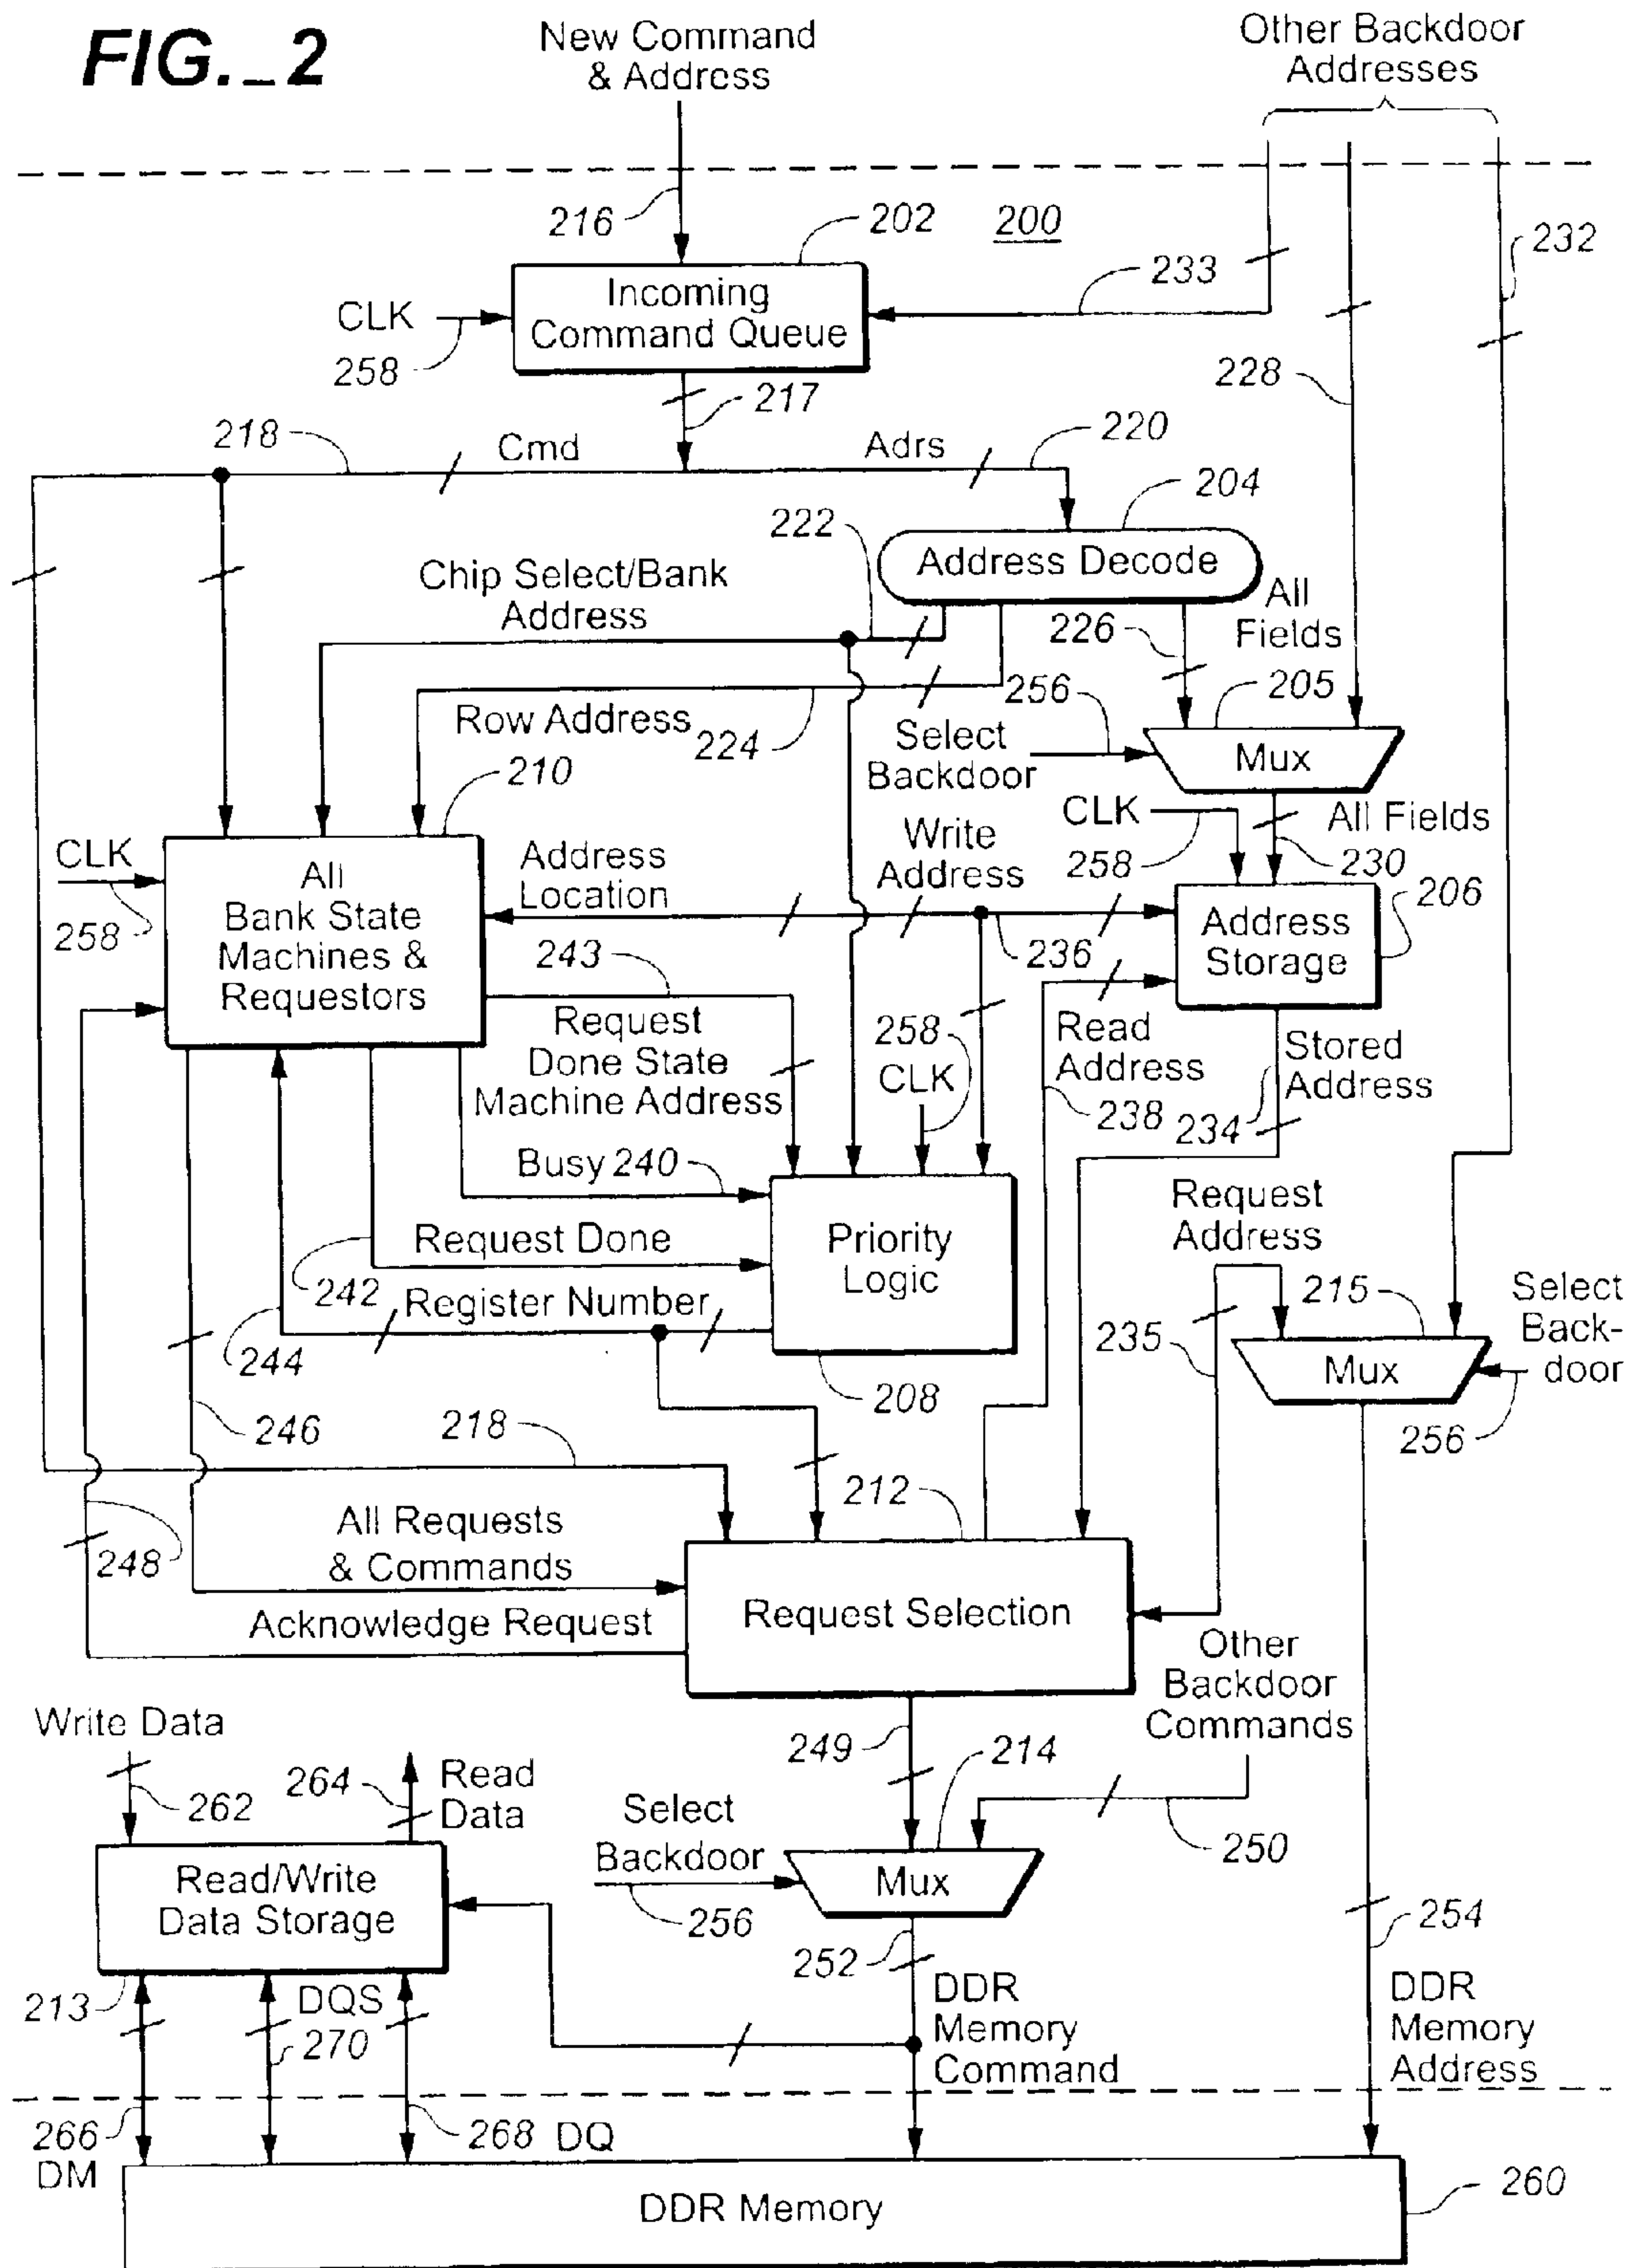 FIG._2
New Command
& Address
Other Backdoor
Addresses
216
202
200
232
233
Incoming
Command Queue
CLK
258
228
217
218
Cmd
Adrs
220
204
222
Address Decode
Chip Select/Bank
Address
226
All
Fields
256
205
Row Address
224
Select
Backdoor
Mux
210
CLK
258
All Fields
230
Write
Address
CLK
258
All
Bank State
Machines &
Requestors
Address
Location
206
Address
Storage
236
243
Request
Done State
Machine Address
258
CLK
Read
Address
238
Stored
Address
234
Busy 240
Request
Address
Priority
Logic
Request Done
242
Register Number
244
235
215
Select
Back-
door
Mux
208
256
246
218
212
All Requests
& Commands
248
Request Selection
Acknowledge Request
Other
Backdoor
Commands
Write Data
249
214
264
Read
Data
262
Select
Backdoor
250
Read/Write
Data Storage
Mux
256
252
254
213
DQS
270
DDR
Memory
Command
DDR
Memory
Address
266
DM
268 DQ
260
DDR Memory